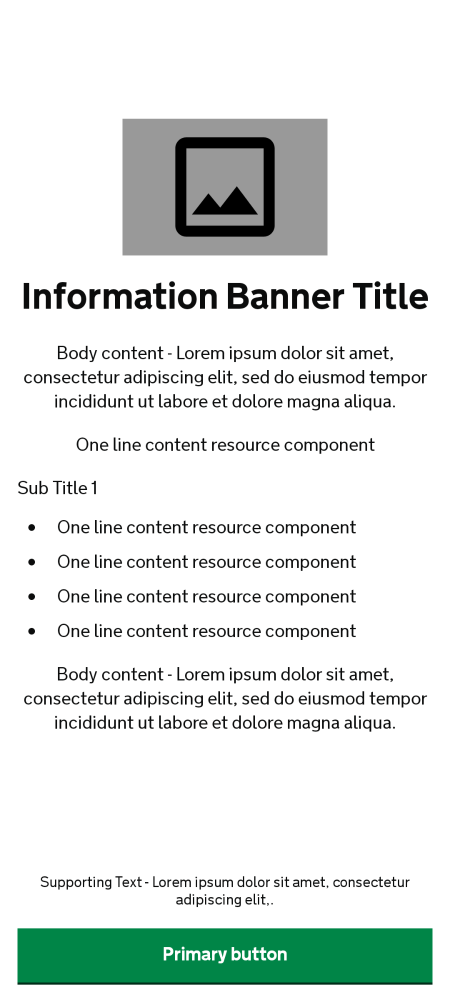 Information Banner Title
Body content - Lorem ipsum dolor sit amet,
consectetur adipiscing elit, sed do eiusmod tempor
incididunt ut labore et dolore magna aliqua.
One line content resource component
Sub Title 1
• One line content resource component
• One line content resource component
• One line content resource component
• One line content resource component
Body content - Lorem ipsum dolor sit amet,
consectetur adipiscing elit, sed do eiusmod tempor
incididunt ut labore et dolore magna aliqua.
Supporting Text - Lorem ipsum dolor sit amet, consectetur
adipiscing elit,.
Primary button